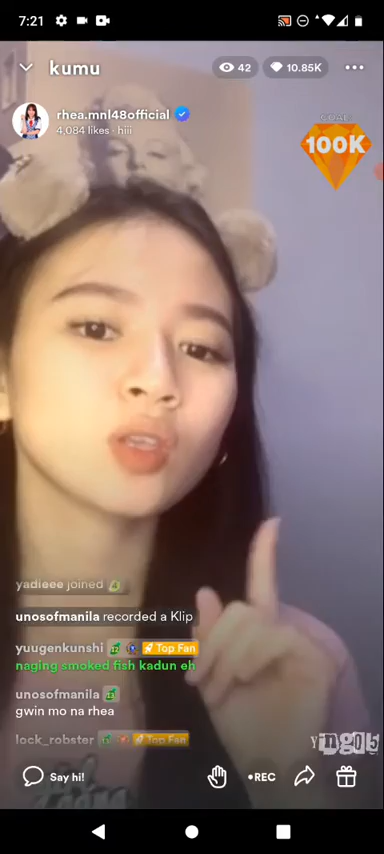 7:21
kumu
42
10.85K
rhea.mnl48official
4,084 likes · hiii
GOAL
100K
yadieee joined
unosofmanila recorded a Klip
yuugenkunshi Top Fan
naging smoked fish kadun eh
unosofmanila
gwin mo na rhea
lock_robster Top Fan
Say hi!
•REC